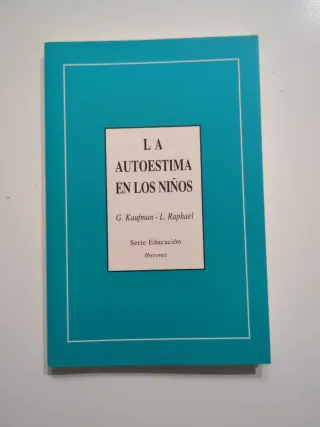 LA
AUTOESTIMA
EN LOS NIÑOS
G. Kaufman - L. Raphael
Serie Educación
Iberonet